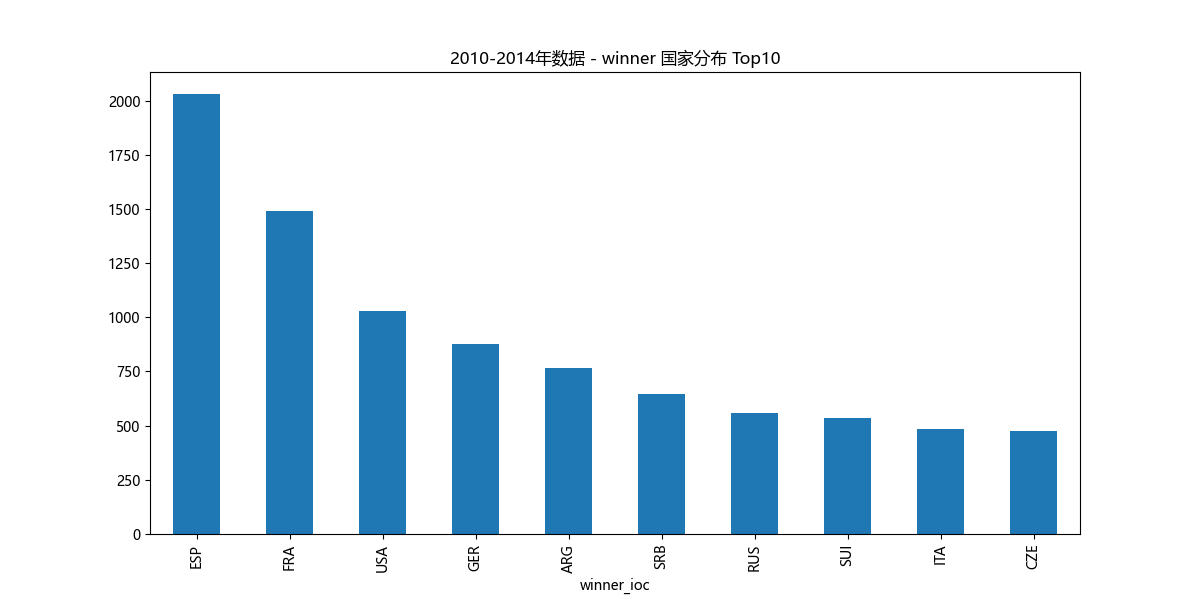 2010-2014年数据 - winner 国家分布 Top10
2000
1750
1500
1250
1000
750
500
250
0
ESP
FRA
USA
GER
ARG
SRB
RUS
SUI
ITA
CZE
winner_ioc